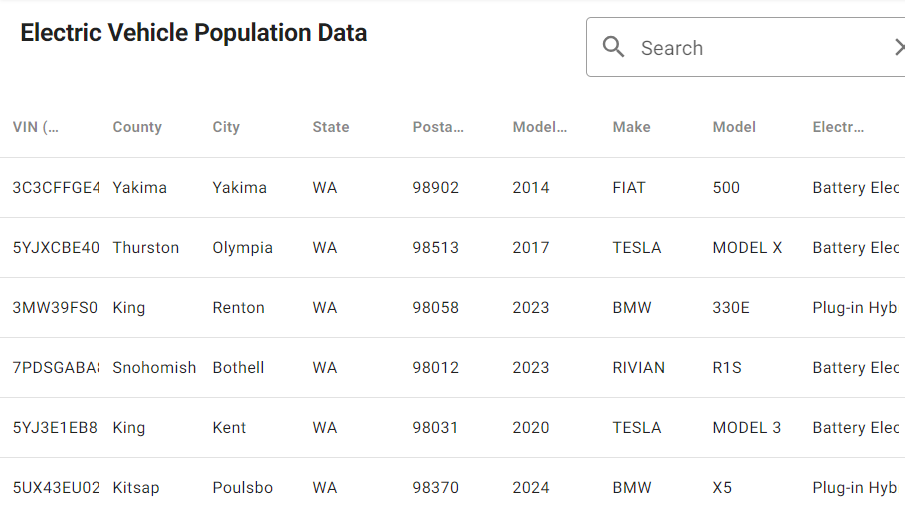 Electric Vehicle Population Data
Search
VIN (... County City State Posta... Model... Make Model Electr...
3C3CFFGE4 Yakima Yakima WA 98902 2014 FIAT 500 Battery Elec
5YJXCBE40 Thurston Olympia WA 98513 2017 TESLA MODEL X Battery Elec
3MW39FS0 King Renton WA 98058 2023 BMW 330E Plug-in Hyb
7PDSGABA8 Snohomish Bothell WA 98012 2023 RIVIAN R1S Battery Elec
5YJ3E1EB8 King Kent WA 98031 2020 TESLA MODEL 3 Battery Elec
5UX43EU02 Kitsap Poulsbo WA 98370 2024 BMW X5 Plug-in Hyb